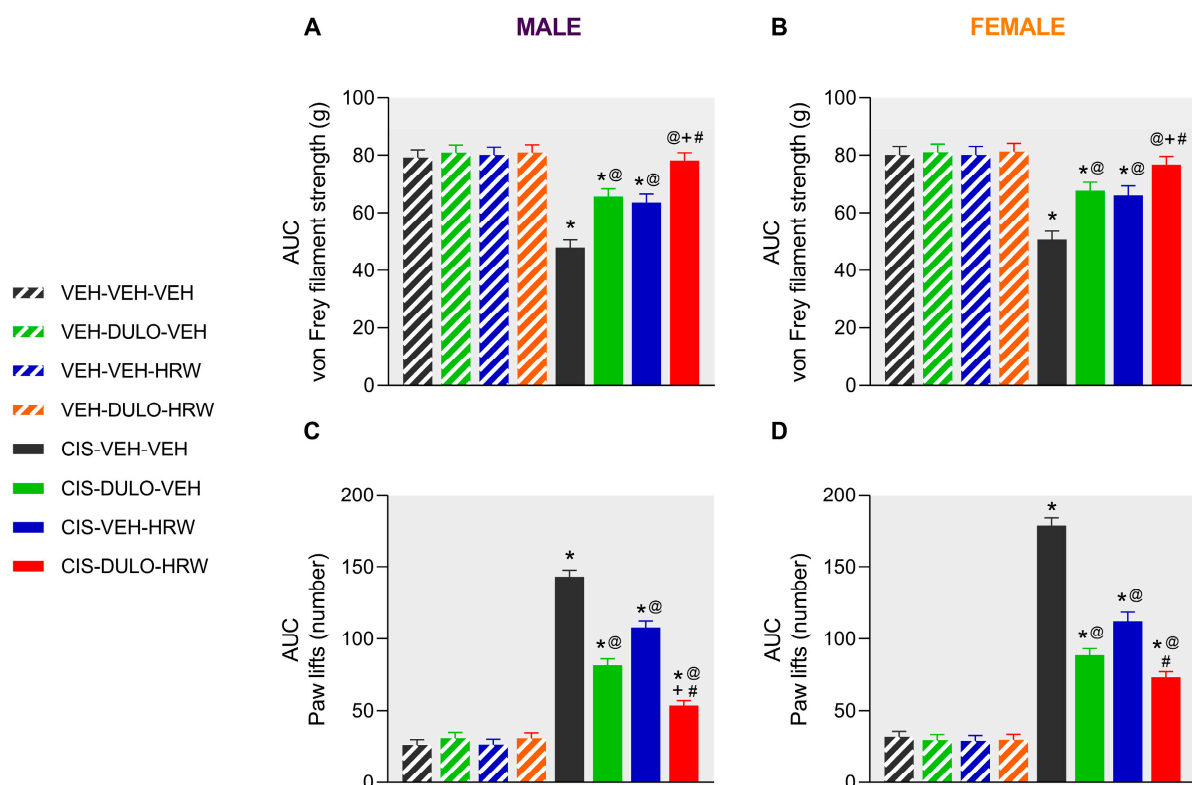 A MALE
B FEMALE
AUC
von Frey filament strength (g)
100
80
60
40
20
0
*
*@
*@
@+#
AUC
von Frey filament strength (g)
100
80
60
40
20
0
*
*@
*@
@+#
VEH-VEH-VEH
VEH-DULO-VEH
VEH-VEH-HRW
VEH-DULO-HRW
CIS-VEH-VEH
CIS-DULO-VEH
CIS-VEH-HRW
CIS-DULO-HRW
C
AUC
Paw lifts (number)
200
150
100
50
0
*
*@
*@
*@
+#
D
AUC
Paw lifts (number)
200
150
100
50
0
*
*@
*@
*@
#